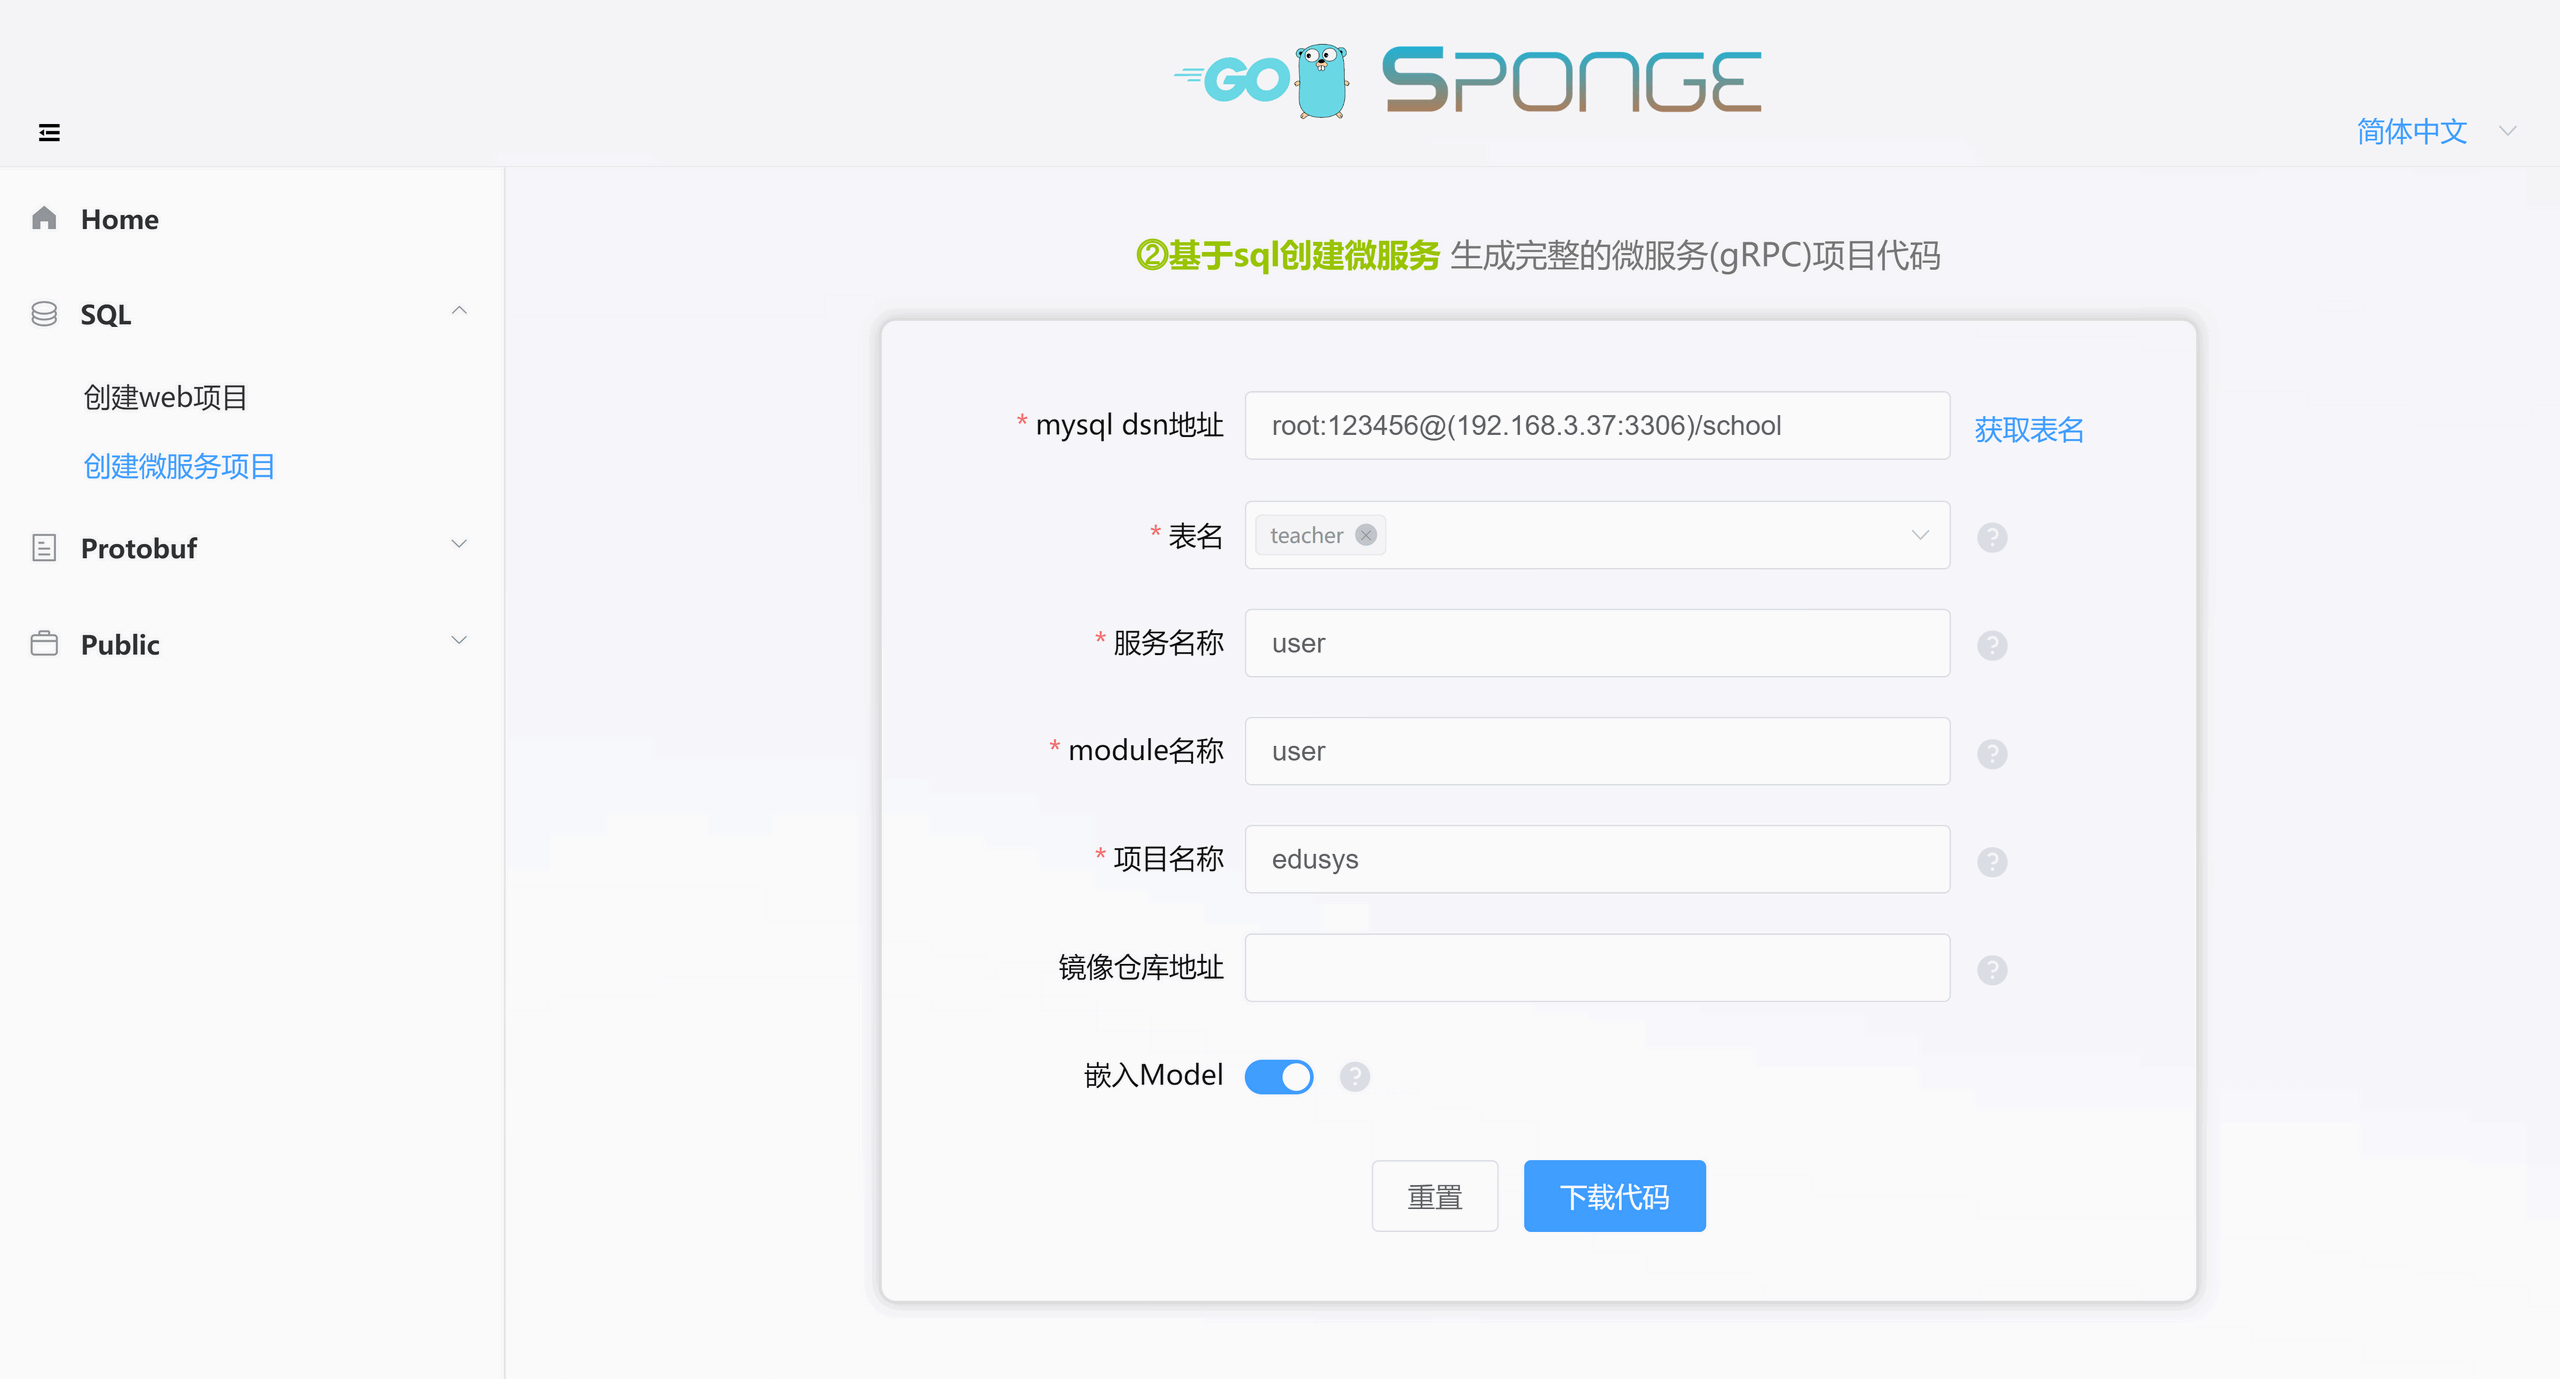 GO SPONGE
简体中文
Home
SQL
创建web项目
创建微服务项目
Protobuf
Public
②基于sql创建微服务 生成完整的微服务(gRPC)项目代码
* mysql dsn地址 root:123456@(192.168.3.37:3306)/school 获取表名
* 表名 teacher ?
* 服务名称 user ?
* module名称 user ?
* 项目名称 edusys ?
镜像仓库地址 ?
嵌入Model ?
重置 下载代码